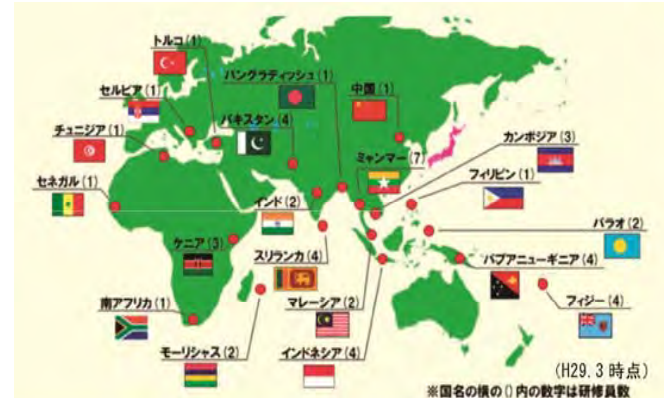 トルコ(1)
バングラディッシュ(1)
中国(1)
セルビア(1)
パキスタン(4)
カンボジア(3)
チュニジア(1)
ミャンマー(7)
フィリピン(1)
セネガル(1)
インド(2)
パラオ(2)
ケニア(3)
スリランカ(4)
パプアニューギニア(4)
南アフリカ(1)
マレーシア(2)
フィジー(4)
モーリシャス(2)
インドネシア(4)
(H29.3時点)
※国名の横の()内の数字は研修員数